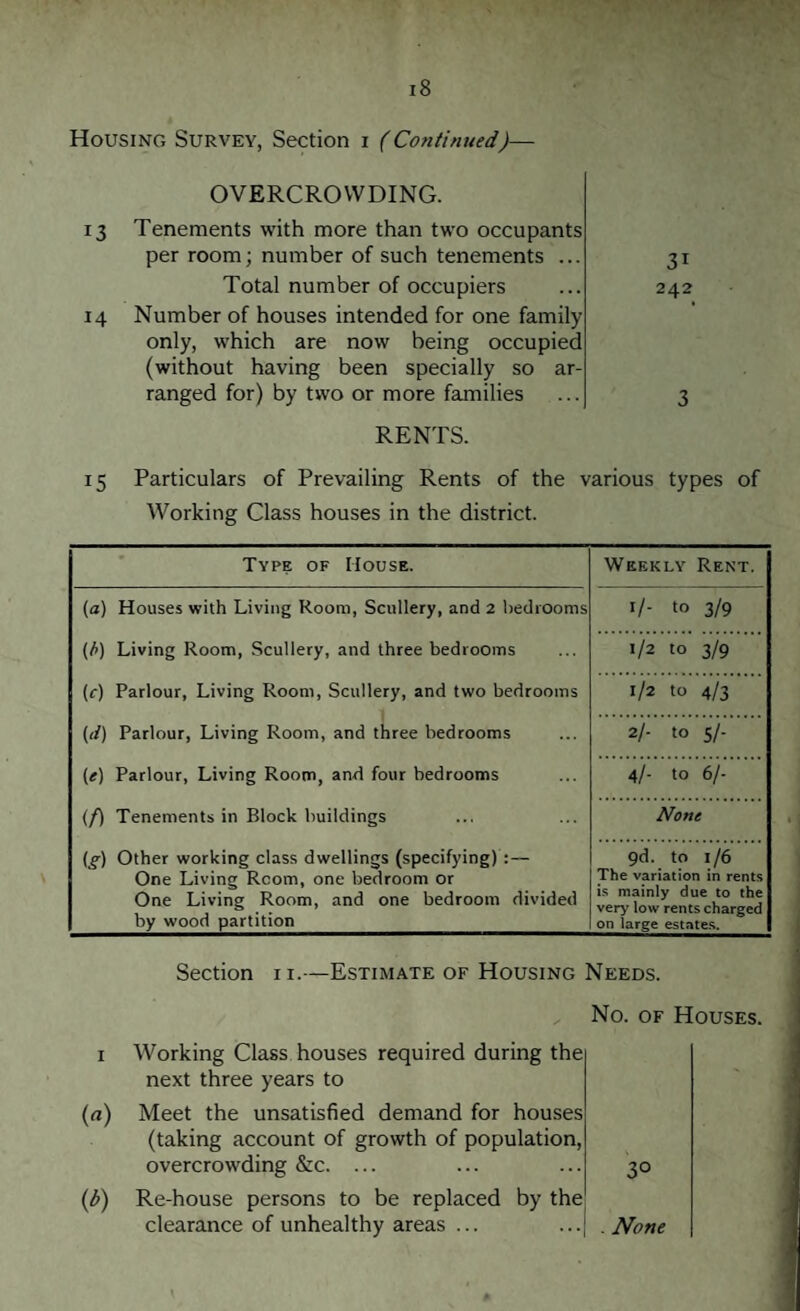 18
Housing Survey, Section 1 (Continued)—
OVERCROWDING.
13 Tenements with more than two occupants
per room; number of such tenements ... 31
Total number of occupiers ... 242
14 Number of houses intended for one family
only, which are now being occupied
(without having been specially so ar-
ranged for) by two or more families ... 3
RENTS.
15 Particulars of Prevailing Rents of the various types of
Working Class houses in the district.
Type of House. Weekly Rent.
(a) Houses with Living Room, Scullery, and 2 bedrooms 1/- to 3/9
(b) Living Room, Scullery, and three bedrooms ... 1/2 to 3/9
(c) Parlour, Living Room, Scullery, and two bedrooms 1/2 to 4/3
(d) Parlour, Living Room, and three bedrooms ... 2/- to 5/-
(e) Parlour, Living Room, and four bedrooms ... 4/- to 6/-
(f) Tenements in Block buildings ... ... None
(g) Other working class dwellings (specifying) :— 9d. to 1/6
One Living Room, one bedroom or The variation in rents
One Living Room, and one bedroom divided is mainly due to the
by wood partition very low rents charged
on large estates.
Section 11.—Estimate of Housing Needs.
No. of Houses.
1 Working Class houses required during the
next three years to
(a) Meet the unsatisfied demand for houses
(taking account of growth of population,
overcrowding &c. ... ... ... 30
(b) Re-house persons to be replaced by the
clearance of unhealthy areas ... ... . None